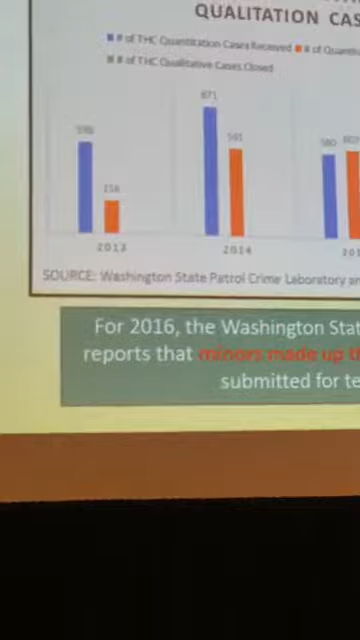 QUALITATION CAS
# of THC Quantitation Cases Received # of Quanti
# of THC Qualitative Cases Closed
871
580
2013
2014
201
SOURCE: Washington State Patrol Crime Laboratory an
For 2016, the Washington Stat
reports that minors made up th
submitted for te